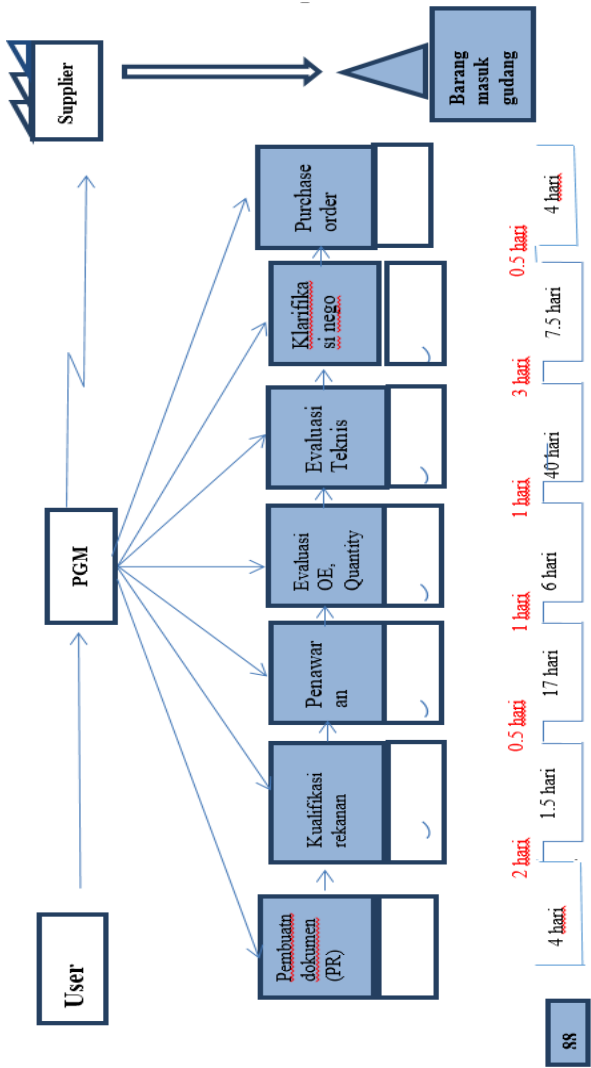 User
PGM
Supplier
Pembuatn
dokumen
(PR)
Kualifikasi
rekanan
Penawar
an
Evaluasi
OE,
Quantity
Evaluasi
Teknis
Klarifika
si nego
Purchase
order
Barang
masuk
gudang
2 hari
0.5 hari
1 hari
1 hari
3 hari
0.5 hari
4 hari
1.5 hari
17 hari
6 hari
40 hari
7.5 hari
4 hari
88